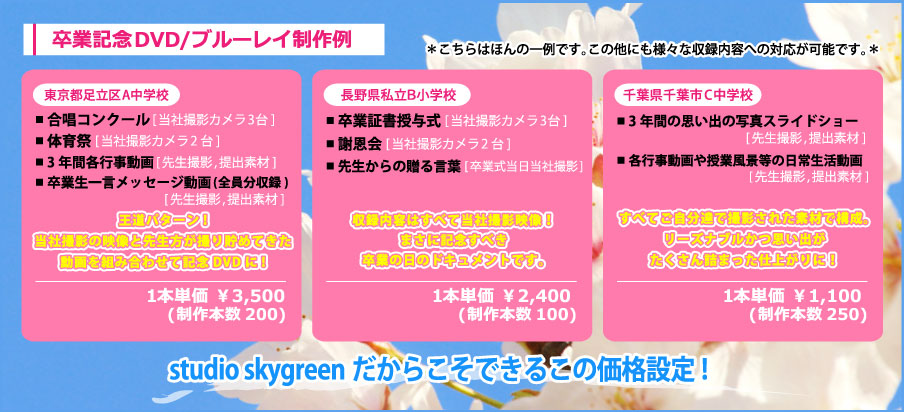 卒業記念DVD/ブルーレイ制作例
＊こちらはほんの一例です。この他にも様々な収録内容への対応が可能です。＊
東京都足立区A中学校
■ 合唱コンクール [ 当社撮影カメラ3台 ]
■ 体育祭 [ 当社撮影カメラ2 台 ]
■ 3 年間各行事動画 [ 先生撮影, 提出素材 ]
■ 卒業生一言メッセージ動画 (全員分収録 )
[ 先生撮影, 提出素材 ]
王道パターン！
当社撮影の映像と先生方が撮り貯めてきた
動画を組み合わせて記念 DVD に！
1本単価 ￥3,500
(制作本数 200)
長野県私立B小学校
■ 卒業証書授与式 [ 当社撮影カメラ3台 ]
■ 謝恩会 [ 当社撮影カメラ2 台 ]
■ 先生からの贈る言葉 [ 卒業式当日当社撮影]
収録内容はすべて当社撮影映像！
まさに記念すべき
卒業の日のドキュメントです。
1本単価 ￥2,400
(制作本数 100)
千葉県千葉市C中学校
■ 3 年間の思い出の写真スライドショー
[ 先生撮影, 提出素材 ]
■ 各行事動画や授業風景等の日常生活動画
[ 先生撮影, 提出素材 ]
すべてご自分達で撮影された素材で構成。
リーズナブルかつ思い出が
たくさん詰まった仕上がりに！
1本単価 ￥1,100
( 制作本数 250)
studio skygreen だからこそできるこの価格設定！